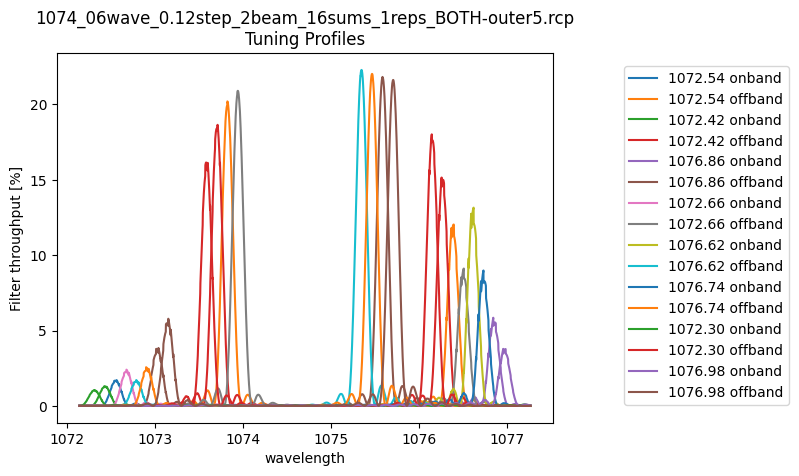 1074_06wave_0.12step_2beam_16sums_1reps_BOTH-outer5.rcp
Tuning Profiles
Filter throughput [%]
20
15
10
5
0
1072 1073 1074 1075 1076 1077
wavelength
1072.54 onband
1072.54 offband
1072.42 onband
1072.42 offband
1076.86 onband
1076.86 offband
1072.66 onband
1072.66 offband
1076.62 onband
1076.62 offband
1076.74 onband
1076.74 offband
1072.30 onband
1072.30 offband
1076.98 onband
1076.98 offband